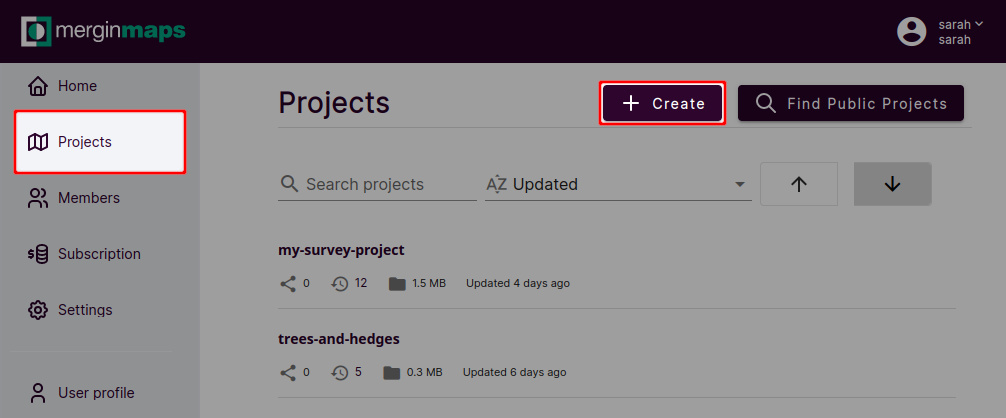 merginmaps
sarah
sarah
Home
Projects
Members
Subscription
Settings
User profile
Projects
Create
Find Public Projects
Search projects
AZ Updated
my-survey-project
0 12 1.5 MB Updated 4 days ago
trees-and-hedges
0 5 0.3 MB Updated 6 days ago